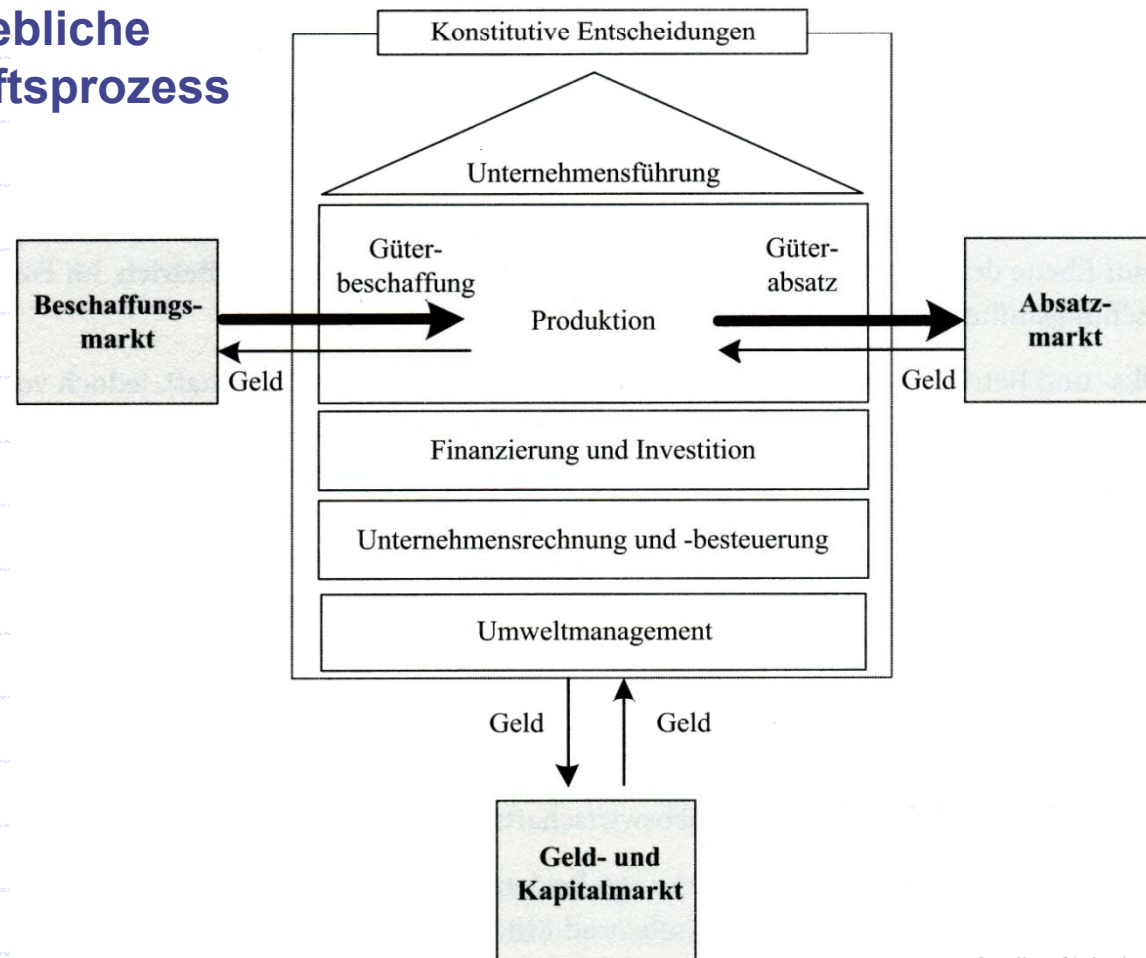 ebliche
ftsprozess
Konstitutive Entscheidungen
Unternehmensführung
Güter-
beschaffung
Güter-
absatz
Produktion
Beschaffungs-
markt
Absatz-
markt
Geld
Geld
Finanzierung und Investition
Unternehmensrechnung und -besteuerung
Umweltmanagement
Geld
Geld
Geld- und
Kapitalmarkt